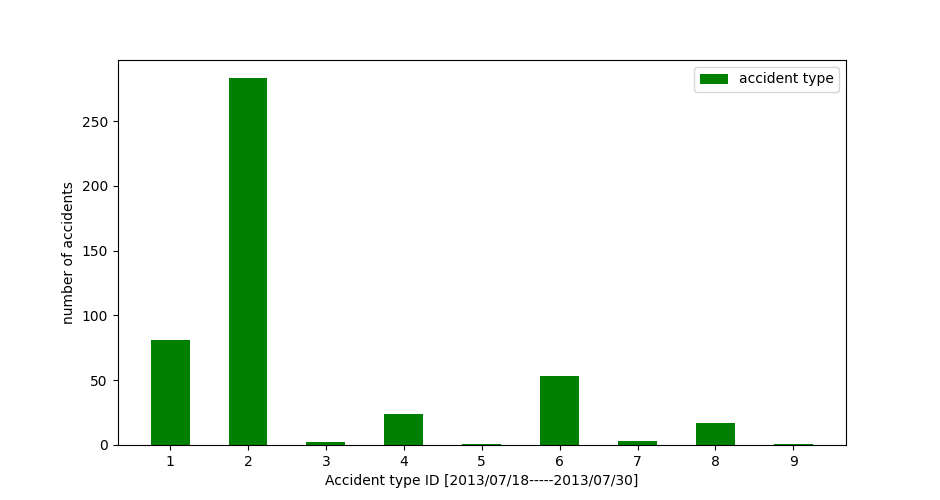 accident type
250
200
150
100
50
0
number of accidents
1 2 3 4 5 6 7 8 9
Accident type ID [2013/07/18-----2013/07/30]